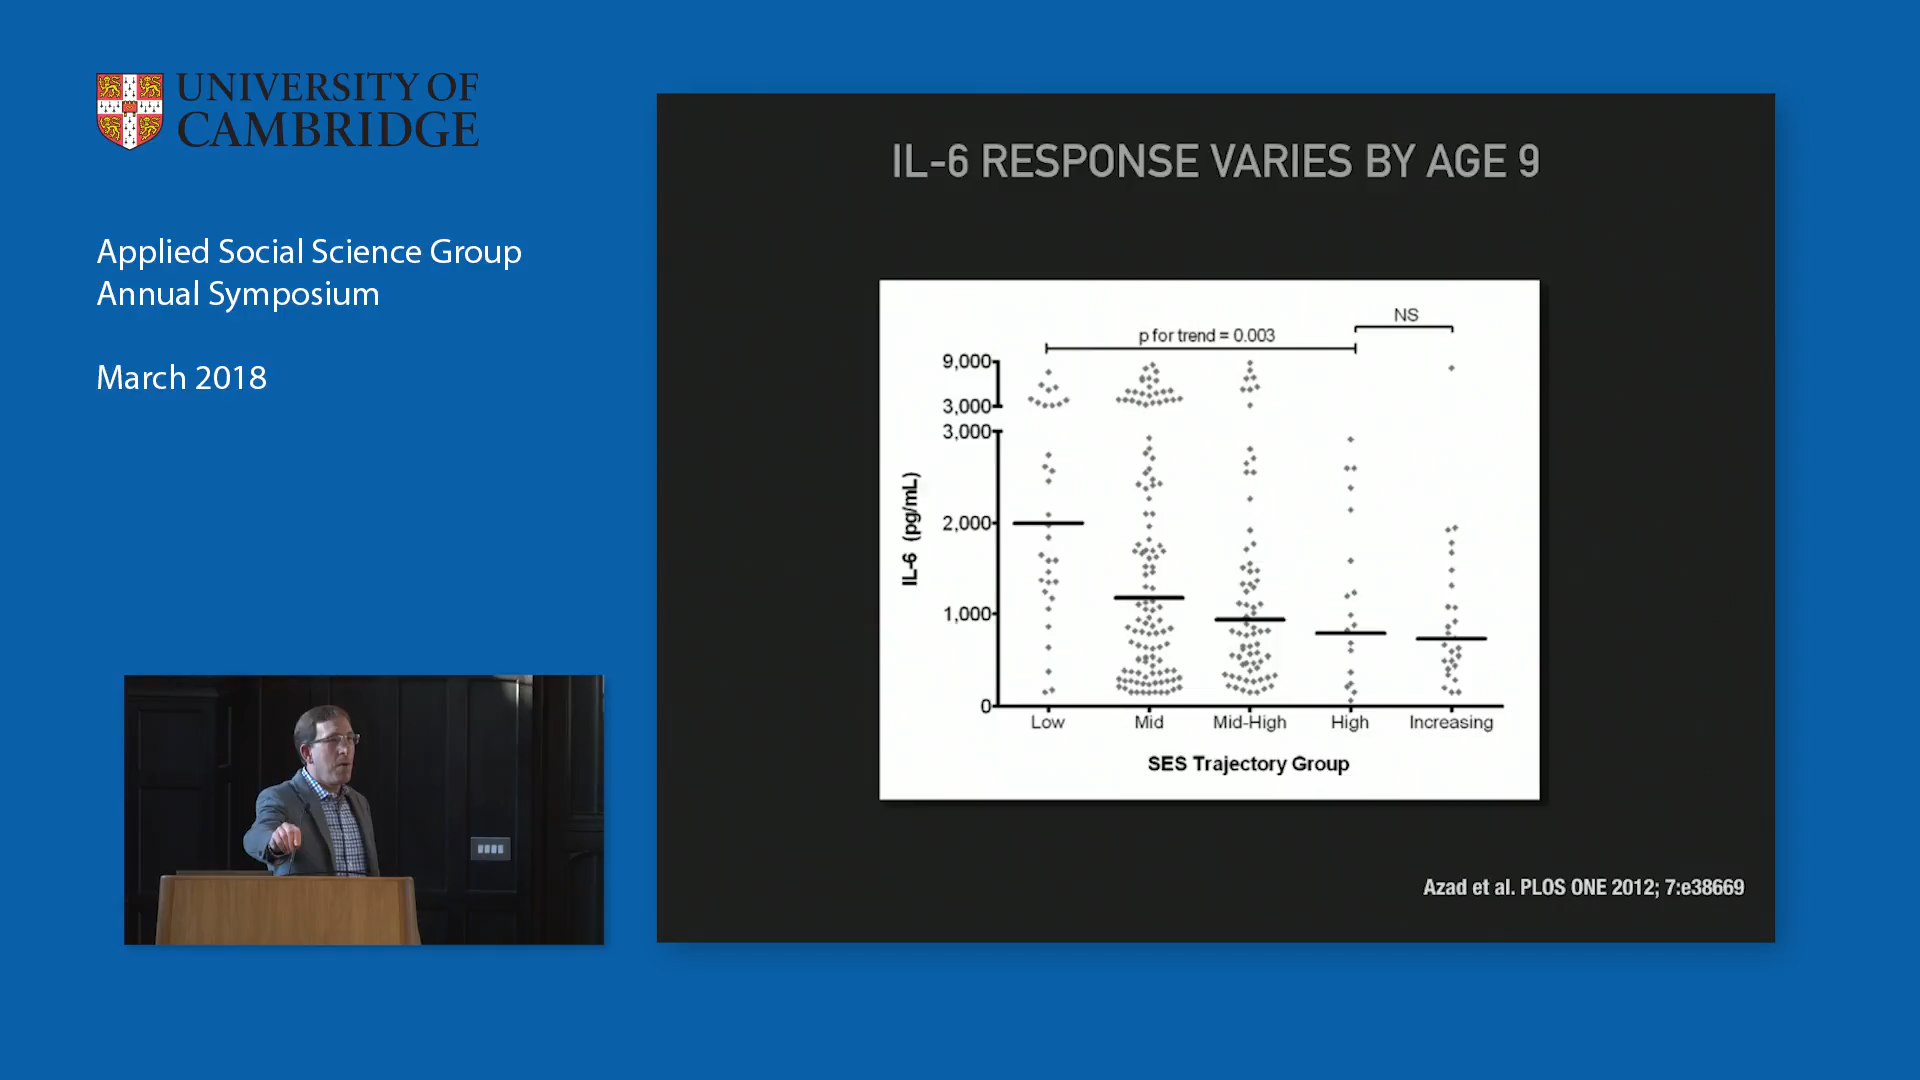 UNIVERSITY OF
CAMBRIDGE
Applied Social Science Group
Annual Symposium
March 2018
IL-6 RESPONSE VARIES BY AGE 9
NS
p for trend = 0.003
9,000
3,000
3,000
2,000
1,000
0
IL-6 (pg/mL)
Low Mid Mid-High High Increasing
SES Trajectory Group
Azad et al. PLOS ONE 2012; 7:e38669